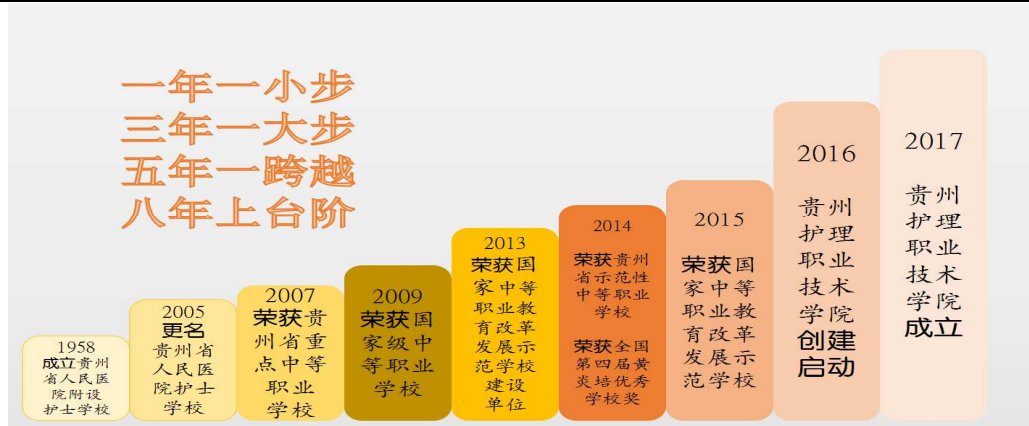 一年一小步
三年一大步
五年一跨越
八年上台阶
1958
成立贵州
省人民医
院附设
护士学校
2005
更名
贵州省
人民医
院护士
学校
2007
荣获贵
州省重
点中等
职业
学校
2009
荣获国
家级中
等职业
学校
2013
荣获国
家中等
职业教
育改革
发展示
范学校
建设
单位
2014
荣获贵州
省示范性
中等职业
学校
荣获全国
第四届黄
炎培优秀
学校奖
2015
荣获国
家中等
职业教
育改革
发展示
范学校
2016
贵州
护理
职业
技术
学院
创建
启动
2017
贵州
护理
职业
技术
学院
成立